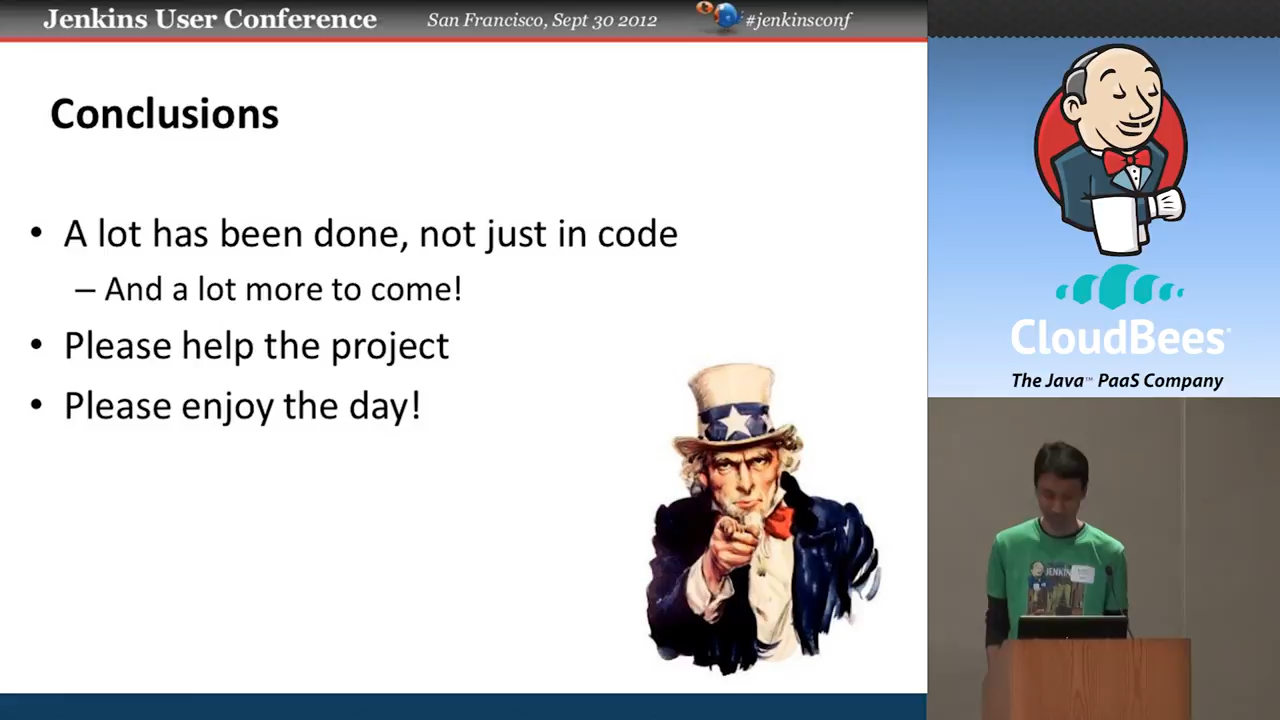 Jenkins User Conference
San Francisco, Sept 30 2012
#jenkinsconf
Conclusions
• A lot has been done, not just in code
– And a lot more to come!
• Please help the project
• Please enjoy the day!
CloudBees
The Java™ PaaS Company
JENKINS